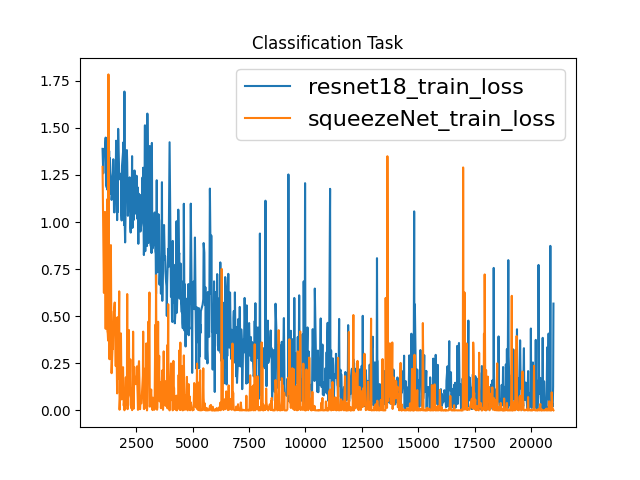 Classification Task
resnet18_train_loss
squeezeNet_train_loss
1.75
1.50
1.25
1.00
0.75
0.50
0.25
0.00
2500 5000 7500 10000 12500 15000 17500 20000